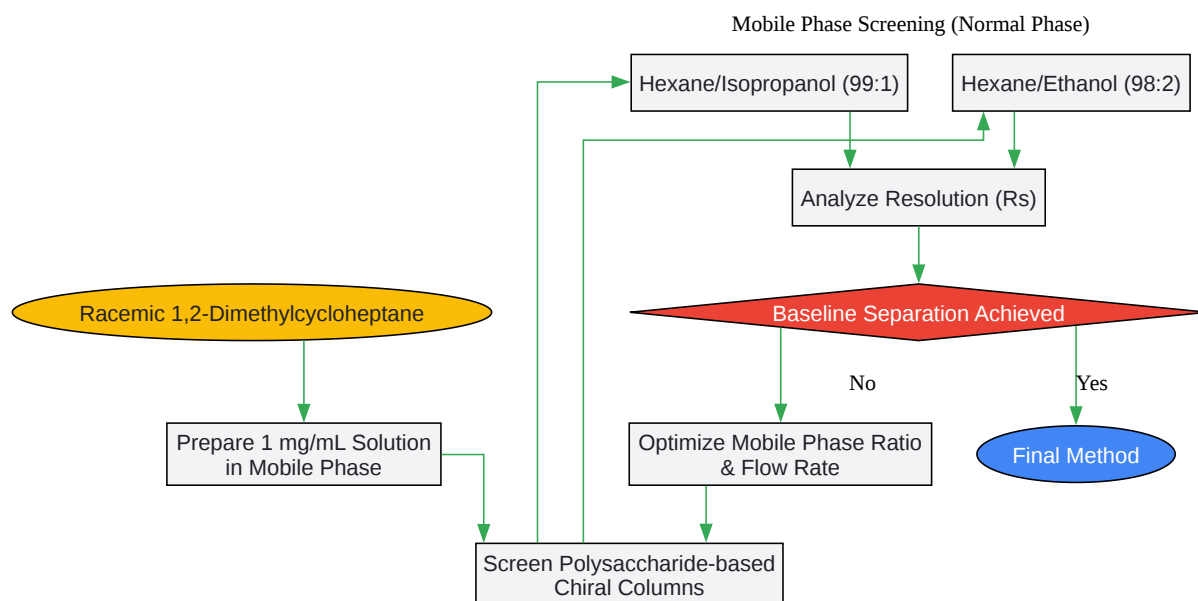 Mobile Phase Screening (Normal Phase)
Hexane/Isopropanol (99:1)
Hexane/Ethanol (98:2)
Analyze Resolution (Rs)
Racemic 1,2-Dimethylcycloheptane
Baseline Separation Achieved
No
Yes
Prepare 1 mg/mL Solution
in Mobile Phase
Optimize Mobile Phase Ratio
& Flow Rate
Final Method
Screen Polysaccharide-based
Chiral Columns